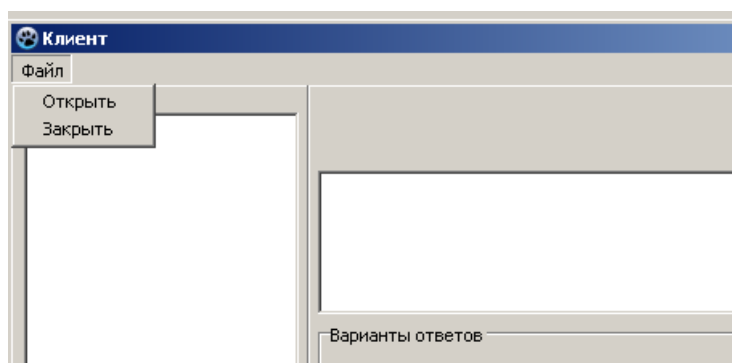 Клиент
Файл
Открыть
Закрыть
Варианты ответов